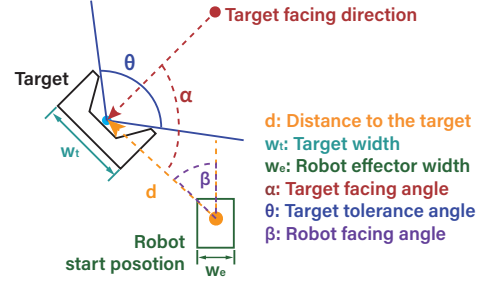 Target facing direction
θ
Target
α
d: Distance to the target
wt: Target width
wt
we: Robot effector width
β
α: Target facing angle
d
θ: Target tolerance angle
β: Robot facing angle
Robot
start posotion
we